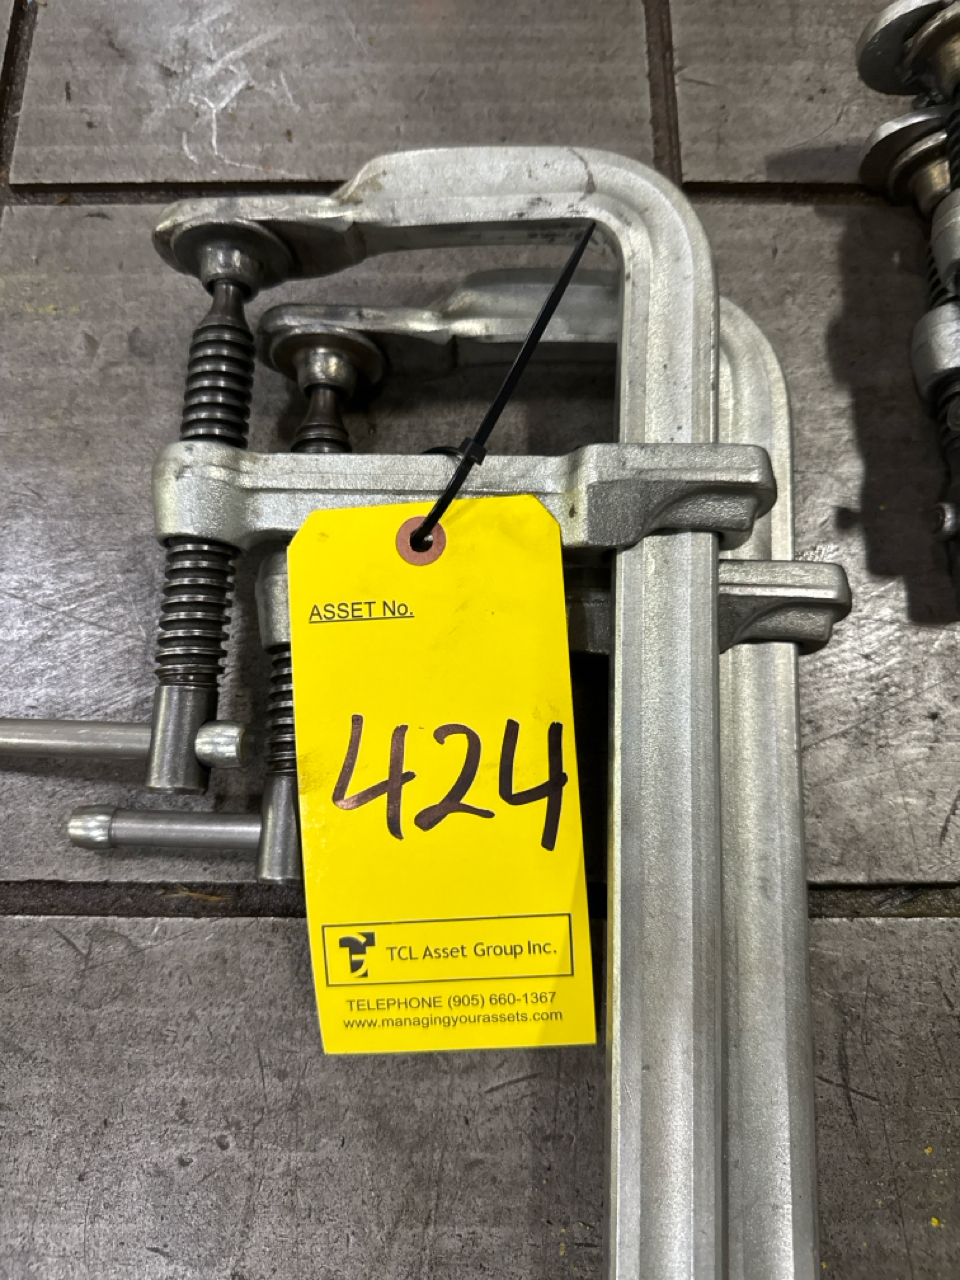 ASSET No.
424
TCL Asset Group Inc.
TELEPHONE (905) 660-1367
www.managingyourassets.com